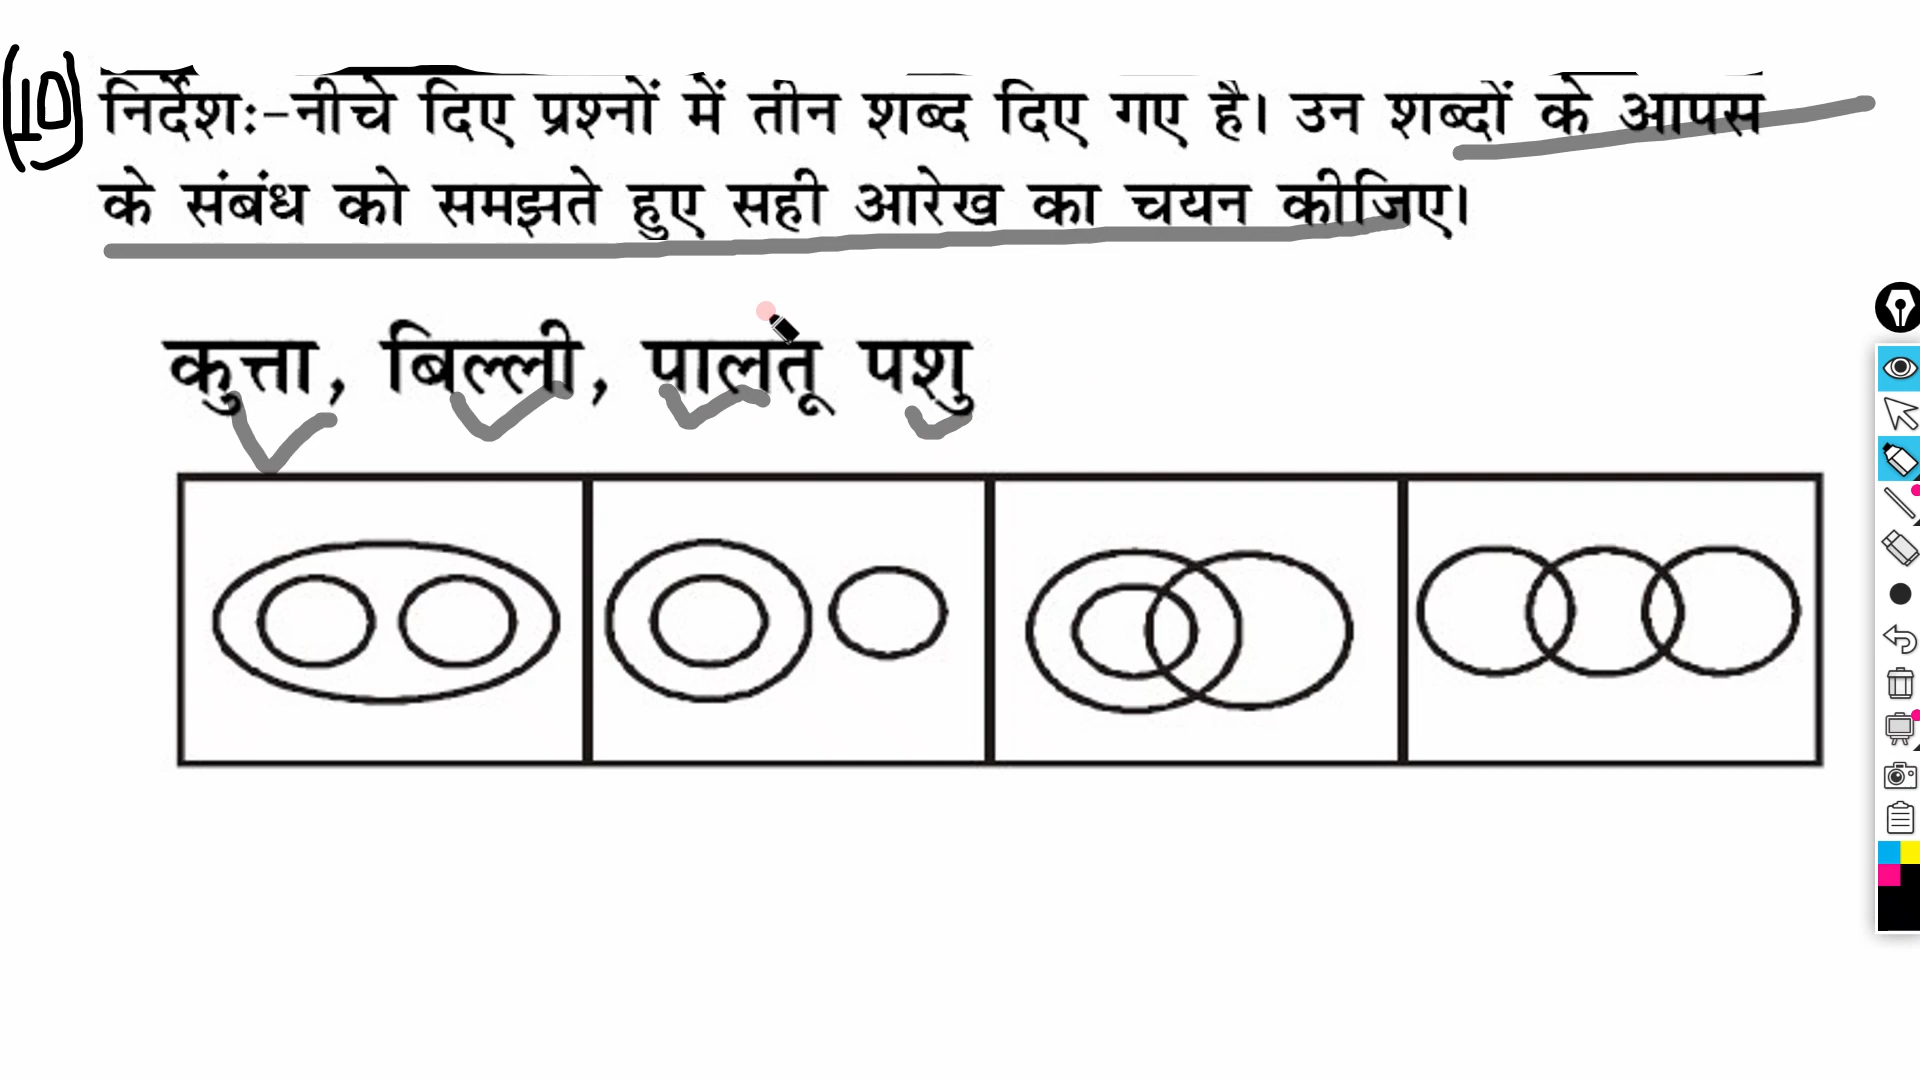 (10)
निर्देशः-नीचे दिए प्रश्नों में तीन शब्द दिए गए है। उन शब्दों के आपस
के संबंध को समझते हुए सही आरेख का चयन कीजिए।
कुत्ता, बिल्ली, पालतू पशु